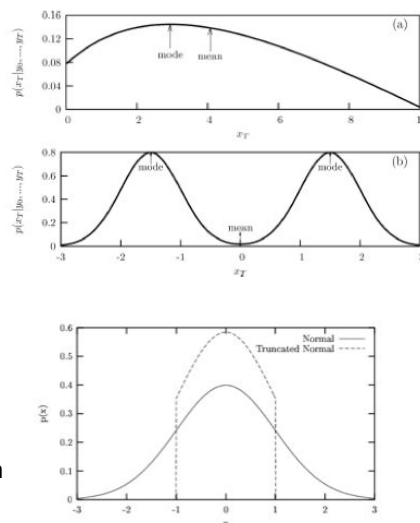 0.16
0.12
0.08
0.04
0
p(x_T|y_0,...,y_T)
(a)
mode
mean
0 2 4 6 8 1
x_T
0.8
0.6
0.4
0.2
0
p(x_T|y_0,...,y_T)
(b)
mode
mode
mean
-3 -2 -1 0 1 2 3
x_T
0.6
0.5
0.4
0.3
0.2
0.1
0
p(x)
Normal
Truncated Normal
-3 -2 -1 0 1 2 3